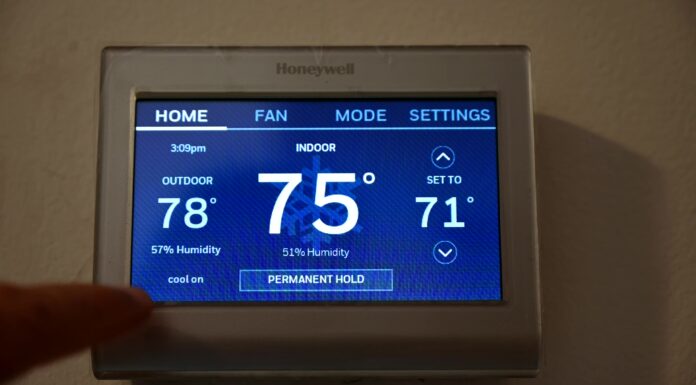 Honeywell
HOME FAN MODE SETTINGS
3:09pm
INDOOR
OUTDOOR
78°
57% Humidity
75°
51% Humidity
SET TO
71°
cool on
PERMANENT HOLD